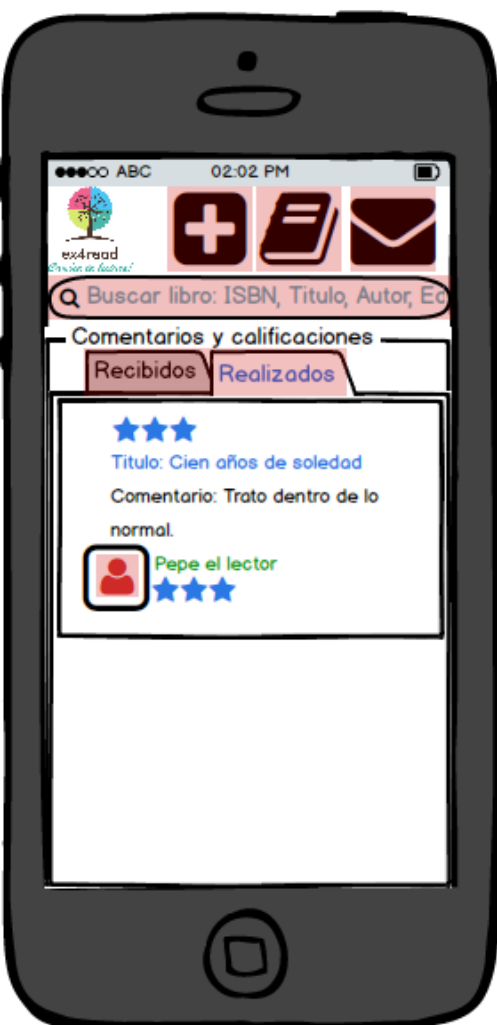 ABC 02:02 PM
ex4read
Buscar libro: ISBN, Titulo, Autor, Ec
Comentarios y calificaciones
Recibidos Realizados
Titulo: Cien años de soledad
Comentario: Trato dentro de lo
normal.
Pepe el lector